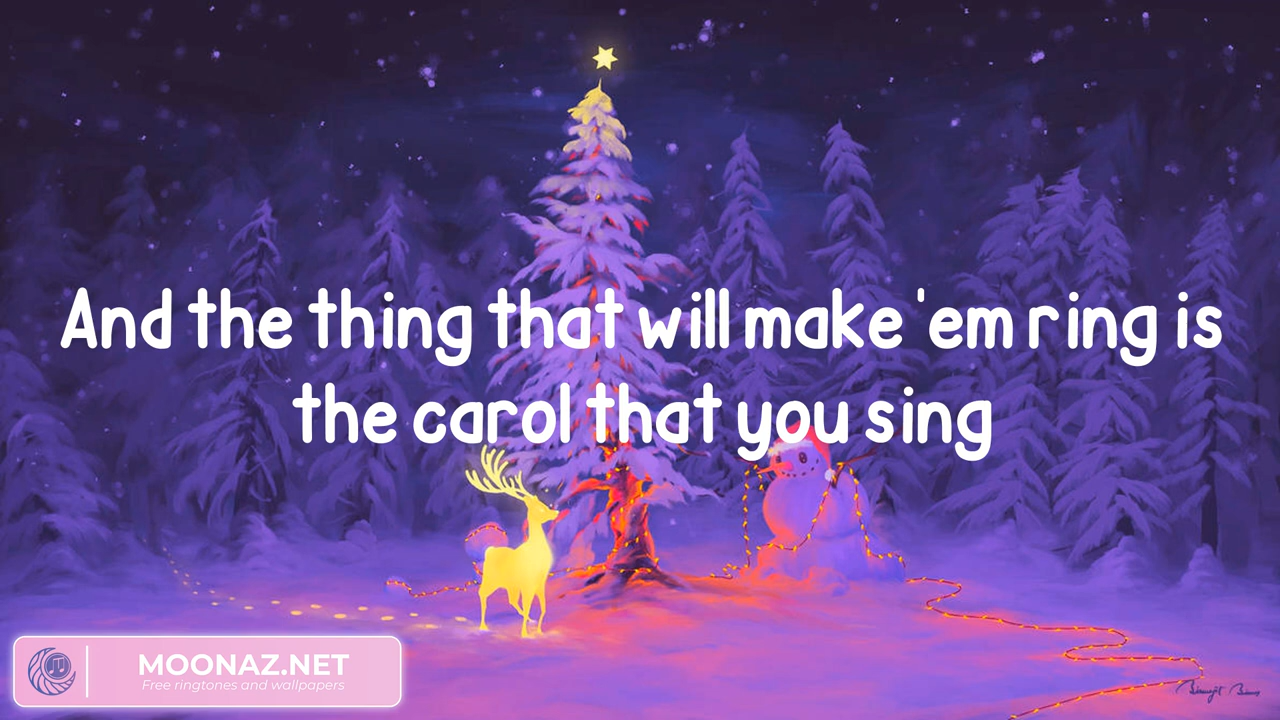 And the thing that will make 'em ring is
the carol that you sing
MOONAZ.NET
Free ringtones and wallpapers